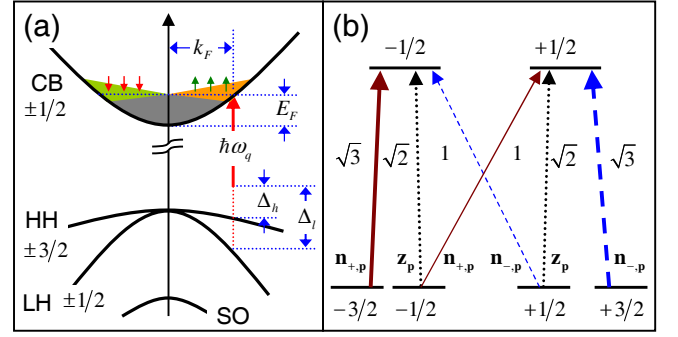 (a)
k_F
CB
±1/2
E_F
ħω_q
Δ_h
Δ_l
HH
±3/2
LH ±1/2
SO
(b)
−1/2 +1/2
√3 √2 1 1 √2 √3
n_{+,p} z_p n_{+,p} n_{−,p} z_p n_{−,p}
−3/2 −1/2 +1/2 +3/2